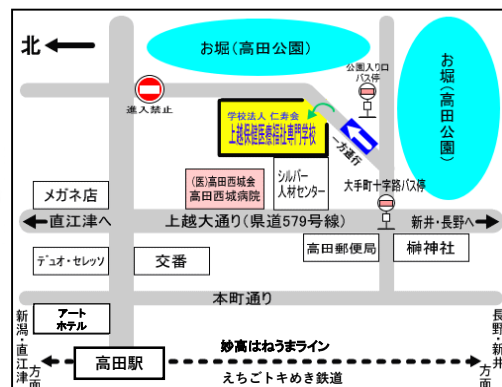 北
お堀(高田公園)
公園入り口
バス停
お堀(高田公園)
進入禁止
学校法人 仁寿会
上越保健医療福祉専門学校
一方通行
(医)高田西城会
高田西城病院
シルバー
人材センター
大手町十字路バス停
メガネ店
直江津へ
上越大通り(県道579号線)
新井・長野へ
デュオ・セレッソ
交番
高田郵便局
榊神社
本町通り
アート
ホテル
新潟・直江津
方面
高田駅
妙高はねうまライン
えちごトキめき鉄道
長野・新井
方面